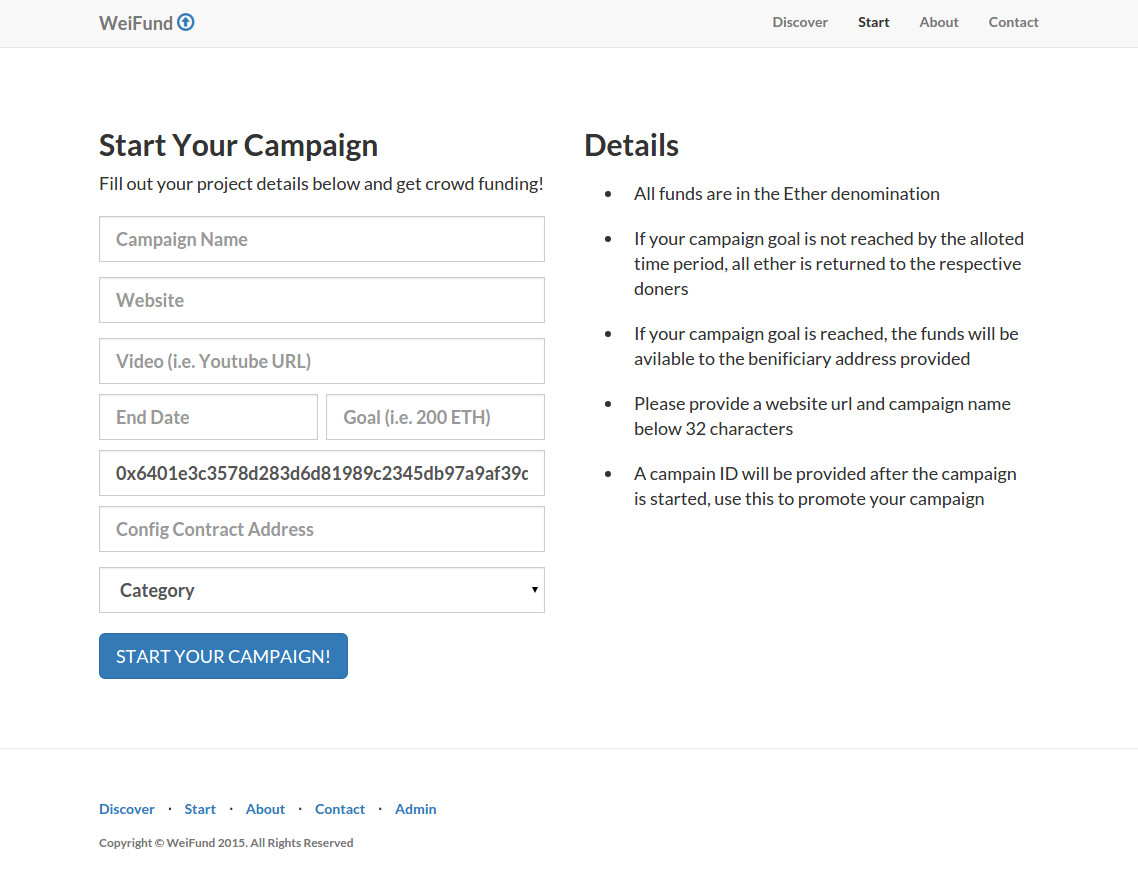 WeiFund
Discover
Start
About
Contact
Start Your Campaign
Fill out your project details below and get crowd funding!
Campaign Name
Website
Video (i.e. Youtube URL)
End Date
Goal (i.e. 200 ETH)
0x6401e3c3578d283d6d81989c2345db97a9af39c
Config Contract Address
Category
START YOUR CAMPAIGN!
Details
• All funds are in the Ether denomination
• If your campaign goal is not reached by the alloted
time period, all ether is returned to the respective
doners
• If your campaign goal is reached, the funds will be
avilable to the benificiary address provided
• Please provide a website url and campaign name
below 32 characters
• A campain ID will be provided after the campaign
is started, use this to promote your campaign
Discover · Start · About · Contact · Admin
Copyright © WeiFund 2015. All Rights Reserved